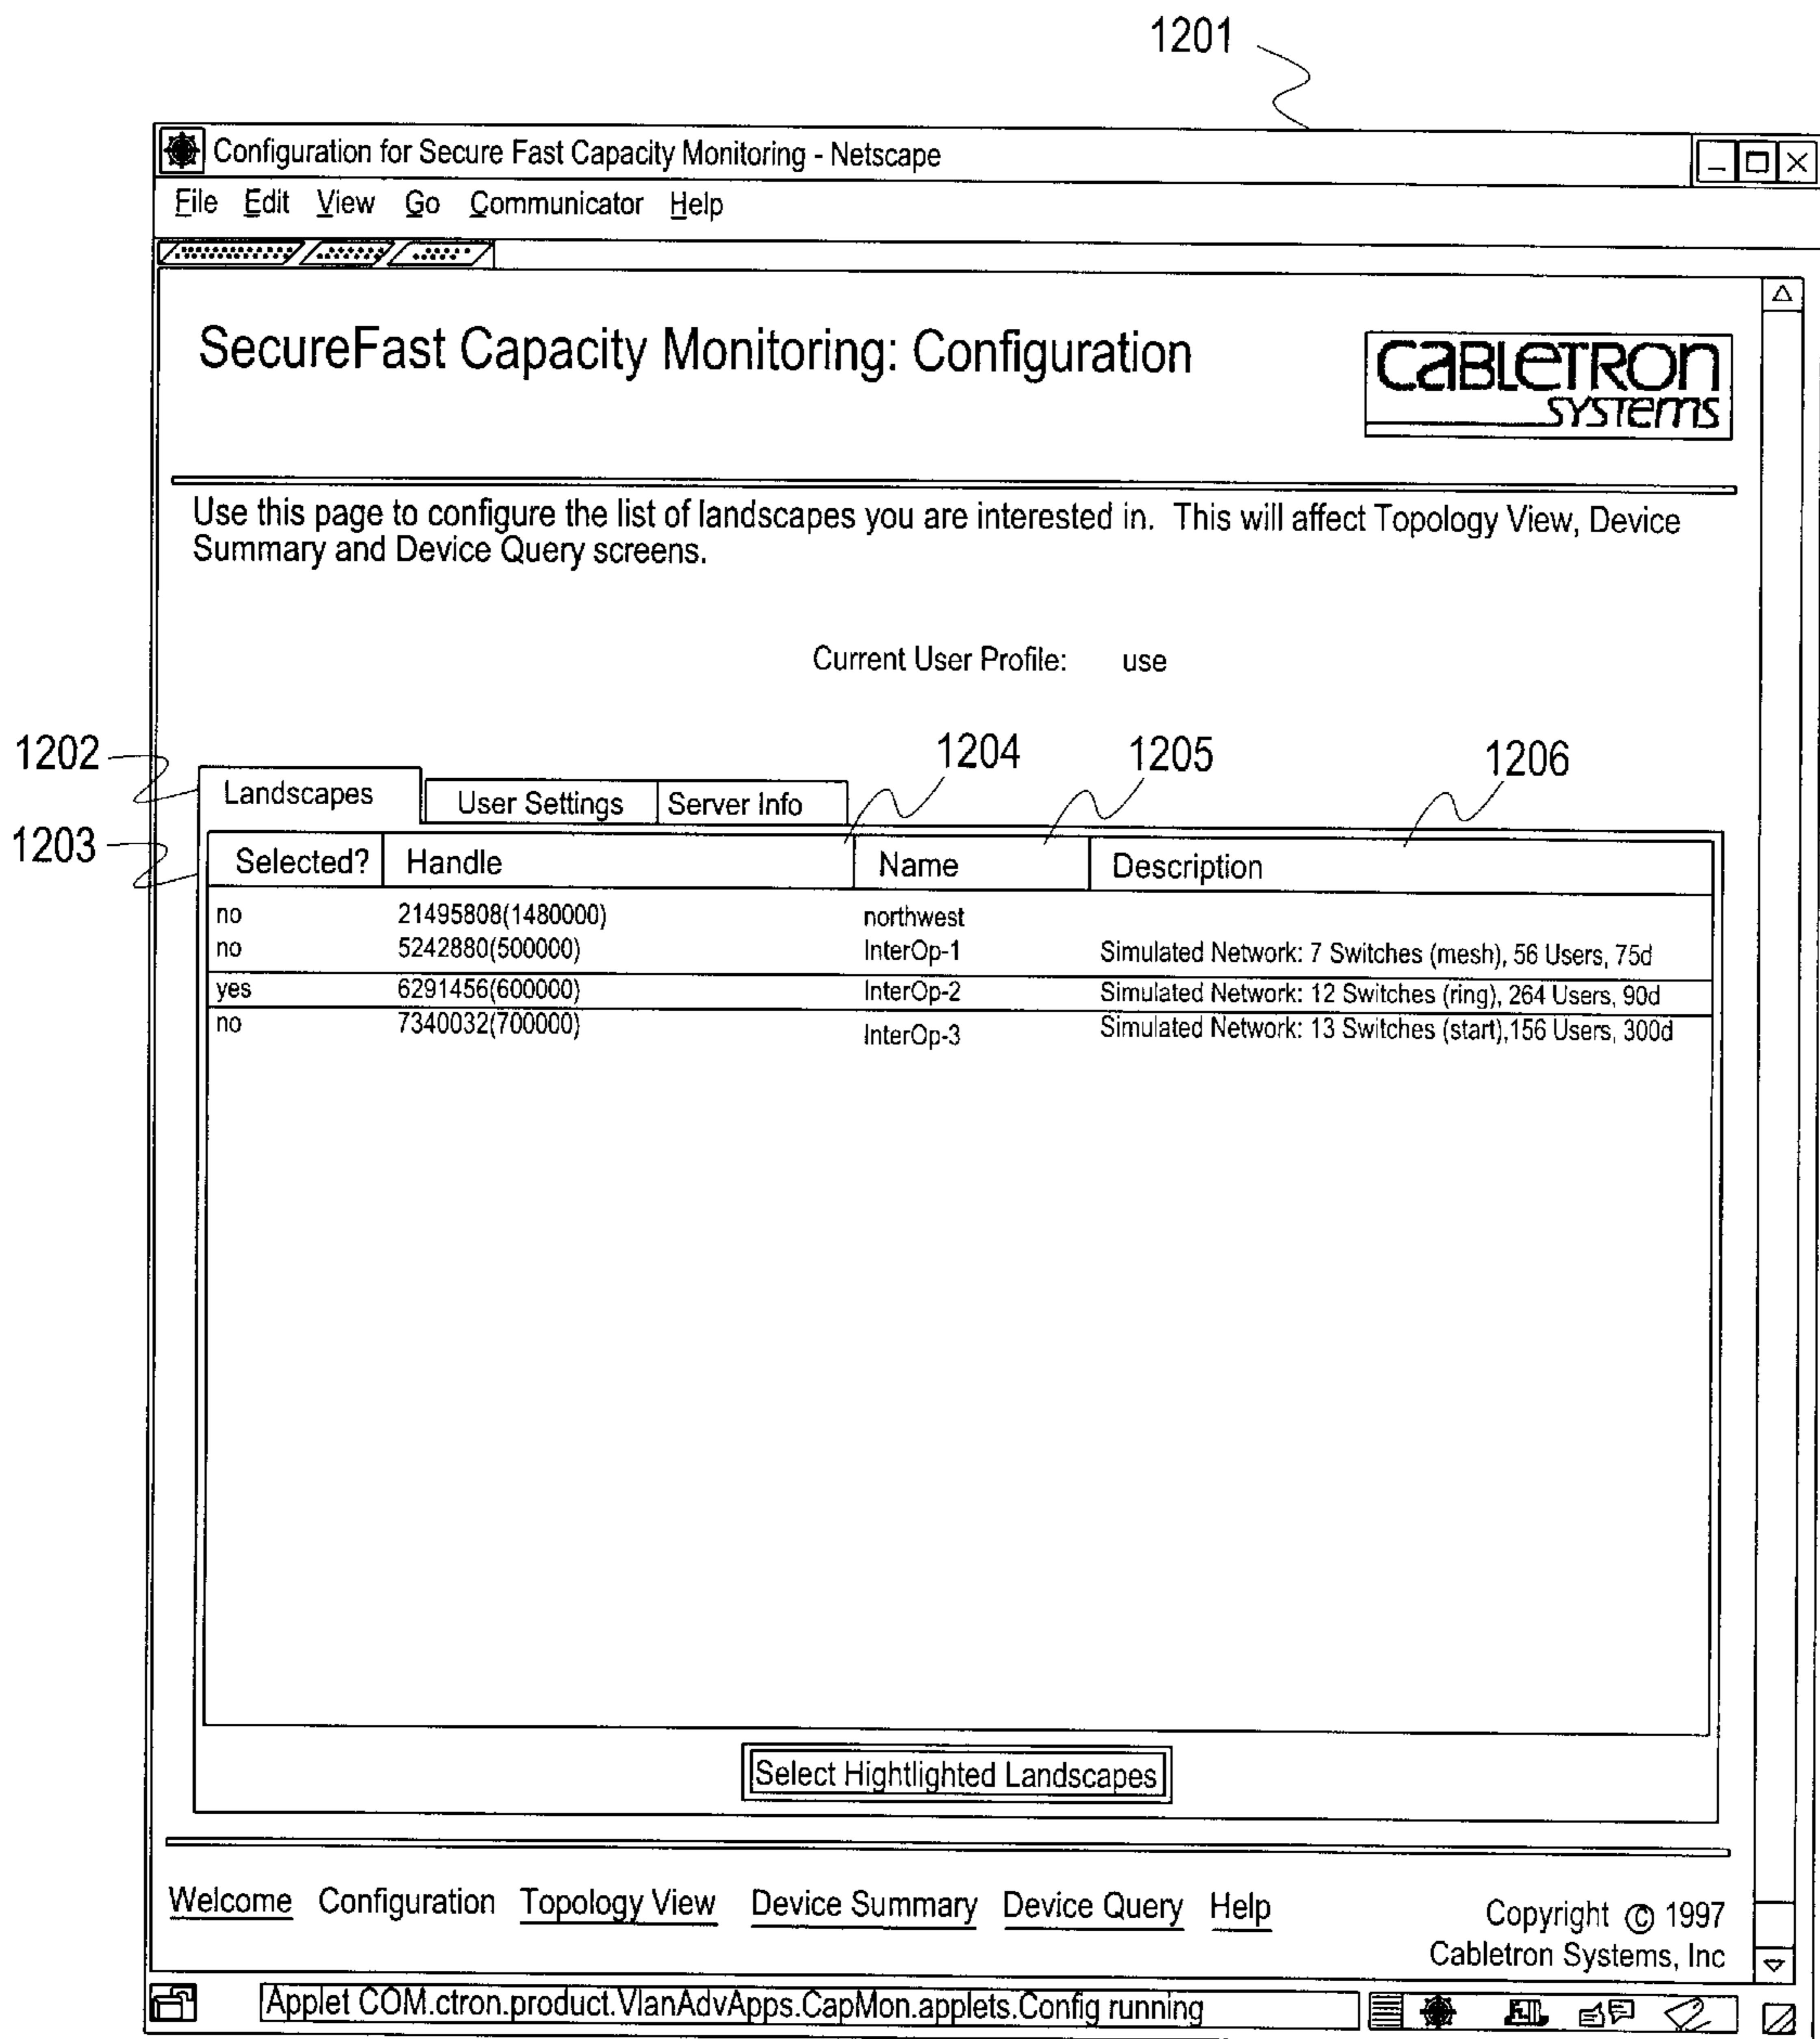 1201
Configuration for Secure Fast Capacity Monitoring - Netscape
File Edit View Go Communicator Help
SecureFast Capacity Monitoring: Configuration
CABLETRON
SYSTEMS
Use this page to configure the list of landscapes you are interested in. This will affect Topology View, Device
Summary and Device Query screens.
Current User Profile: use
1202
1204
1205
1206
Landscapes User Settings Server Info
1203
Selected? Handle Name Description
no 21495808(1480000) northwest
no 5242880(500000) InterOp-1 Simulated Network: 7 Switches (mesh), 56 Users, 75d
yes 6291456(600000) InterOp-2 Simulated Network: 12 Switches (ring), 264 Users, 90d
no 7340032(700000) InterOp-3 Simulated Network: 13 Switches (start),156 Users, 300d
Select Hightlighted Landscapes
Welcome Configuration Topology View Device Summary Device Query Help
Copyright © 1997
Cabletron Systems, Inc
Applet COM.ctron.product.VlanAdvApps.CapMon.applets.Config running